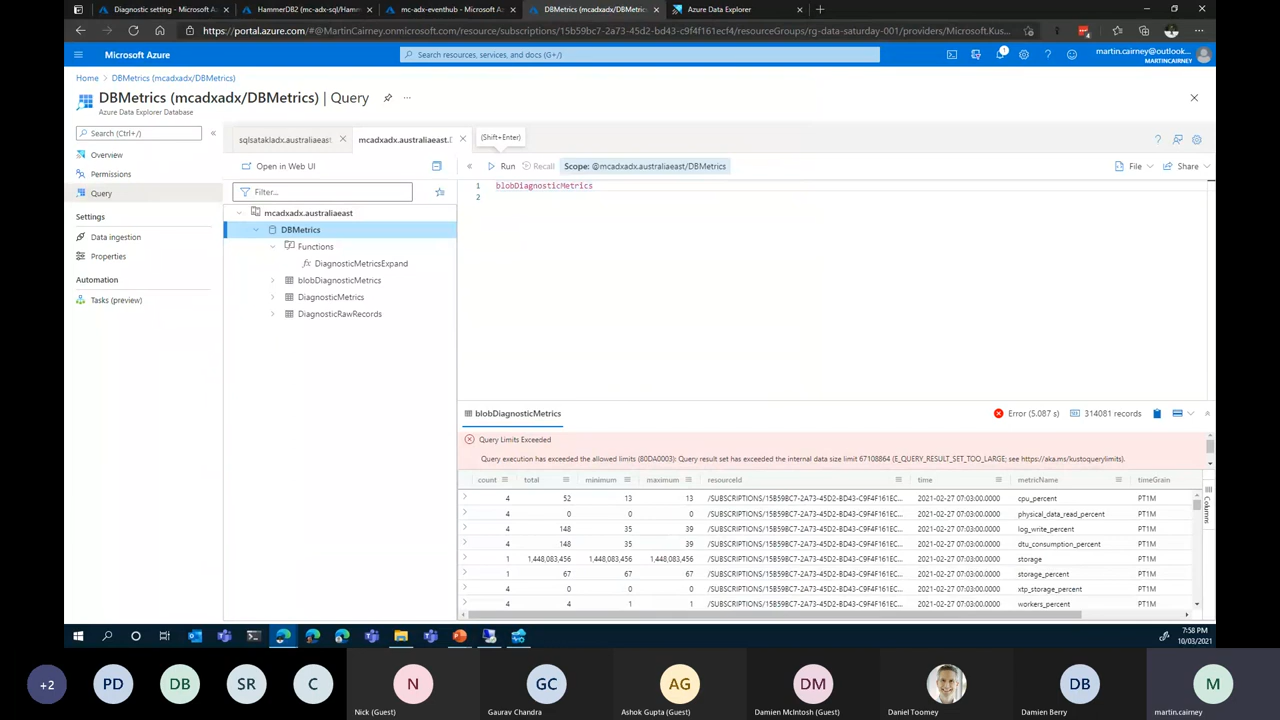 Diagnostic setting - Microsoft Az
HammerDB2 (mc-adx-sql/Hamm
mc-adx-eventhub - Microsoft Az
DBMetrics (mcadxadx/DBMetrics
Azure Data Explorer
https://portal.azure.com/#@MartinCairney.onmicrosoft.com/resource/subscriptions/15b59bc7-2a73-45d2-bd43-c9f4f161ecf4/resourceGroups/rg-data-saturday-001/providers/Microsoft.Kus...
Microsoft Azure
Search resources, services, and docs (G+/)
1
martin.cairney@outlook....
MARTINCAIRNEY
Home
DBMetrics (mcadxadx/DBMetrics)
DBMetrics (mcadxadx/DBMetrics) | Query
Azure Data Explorer Database
Search (Ctrl+/)
Overview
Permissions
Query
Settings
Data ingestion
Properties
Automation
Tasks (preview)
sqlsatakladx.australiaeast
mcadxadx.australiaeast.
(Shift+Enter)
Open in Web UI
Run
Recall
Scope: @mcadxadx.australiaeast/DBMetrics
File
Share
Filter...
mcadxadx.australiaeast
DBMetrics
Functions
fx DiagnosticMetricsExpand
blobDiagnosticMetrics
DiagnosticMetrics
DiagnosticRawRecords
1 blobDiagnosticMetrics
2
blobDiagnosticMetrics
Error (5.087 s)
314081 records
Query Limits Exceeded
Query execution has exceeded the allowed limits (80DA0003): Query result set has exceeded the internal data size limit 67108864 (E_QUERY_RESULT_SET_TOO_LARGE; see https://aka.ms/kustoquerylimits).
count total minimum maximum resourceId time metricName timeGrain
4 52 13 13 /SUBSCRIPTIONS/15B59BC7-2A73-45D2-BD43-C9F4F161EC... 2021-02-27 07:03:00.0000 cpu_percent PT1M
4 0 0 0 /SUBSCRIPTIONS/15B59BC7-2A73-45D2-BD43-C9F4F161EC... 2021-02-27 07:03:00.0000 physical_data_read_percent PT1M
4 148 35 39 /SUBSCRIPTIONS/15B59BC7-2A73-45D2-BD43-C9F4F161EC... 2021-02-27 07:03:00.0000 log_write_percent PT1M
4 148 35 39 /SUBSCRIPTIONS/15B59BC7-2A73-45D2-BD43-C9F4F161EC... 2021-02-27 07:03:00.0000 dtu_consumption_percent PT1M
1 1,448,083,456 1,448,083,456 1,448,083,456 /SUBSCRIPTIONS/15B59BC7-2A73-45D2-BD43-C9F4F161EC... 2021-02-27 07:03:00.0000 storage PT1M
1 67 67 67 /SUBSCRIPTIONS/15B59BC7-2A73-45D2-BD43-C9F4F161EC... 2021-02-27 07:03:00.0000 storage_percent PT1M
4 0 0 0 /SUBSCRIPTIONS/15B59BC7-2A73-45D2-BD43-C9F4F161EC... 2021-02-27 07:03:00.0000 xtp_storage_percent PT1M
4 4 1 1 /SUBSCRIPTIONS/15B59BC7-2A73-45D2-BD43-C9F4F161EC... 2021-02-27 07:03:00.0000 workers_percent PT1M
Columns
7:58 PM
10/03/2021
+2
PD
DB
SR
C
N
Nick (Guest)
GC
Gaurav Chandra
AG
Ashok Gupta (Guest)
DM
Damien McIntosh (Guest)
Daniel Toomey
DB
Damien Berry
M
martin.cairney